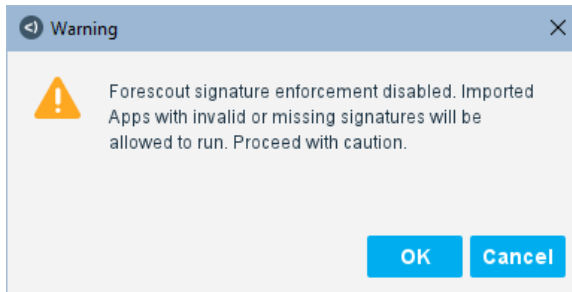 Warning
Forescout signature enforcement disabled. Imported
Apps with invalid or missing signatures will be
allowed to run. Proceed with caution.
OK Cancel